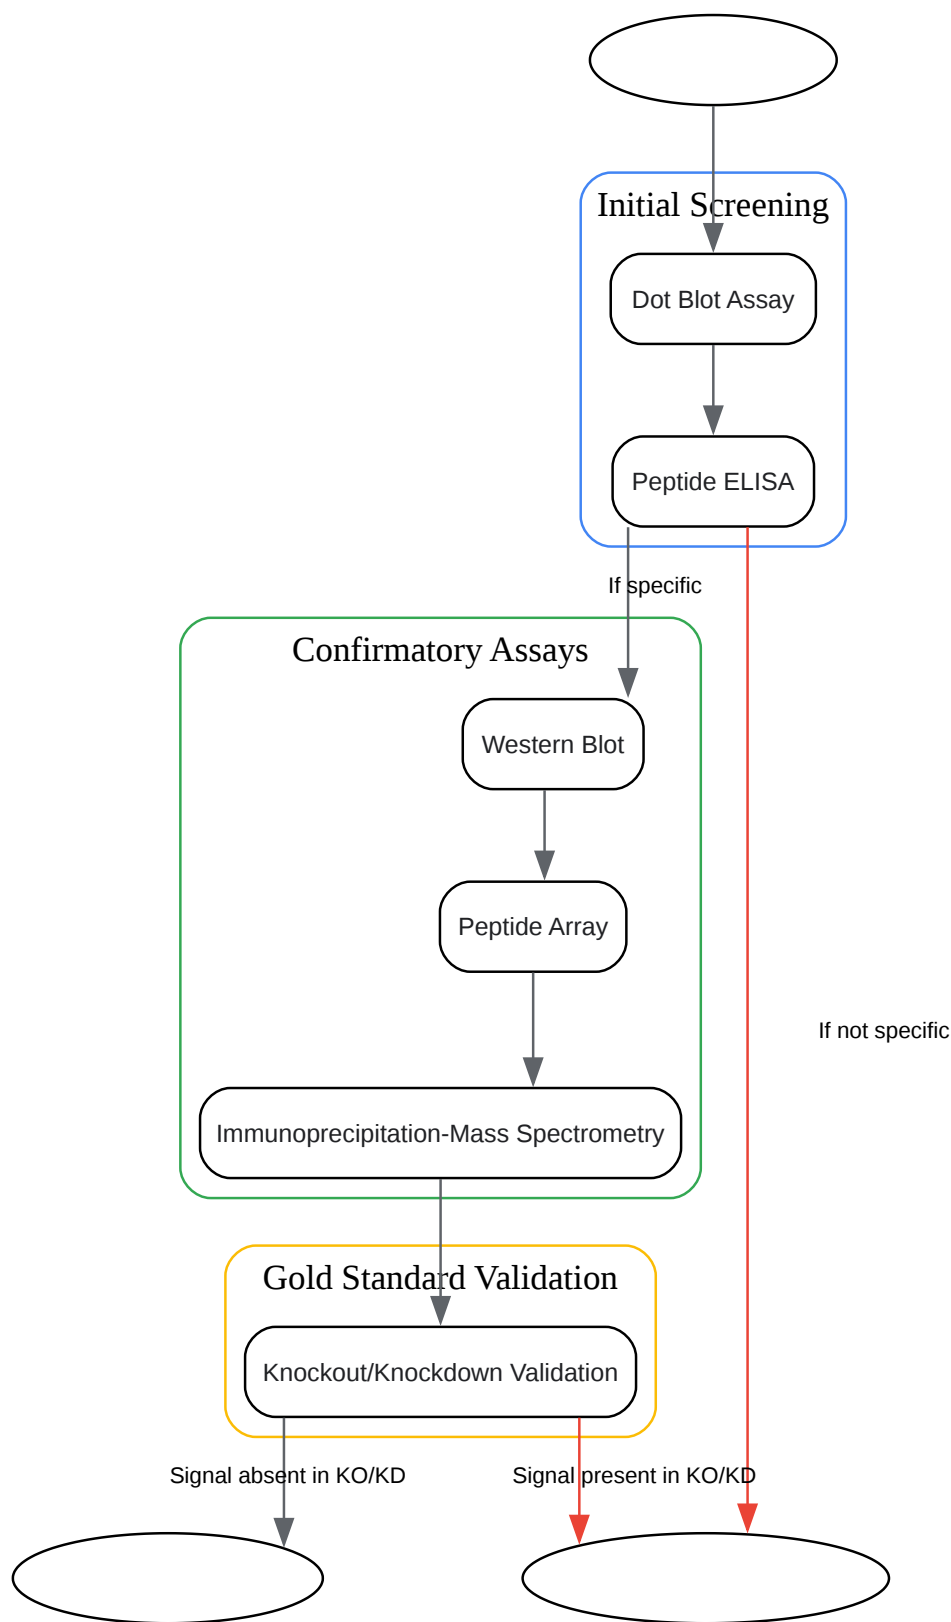 Initial Screening
Dot Blot Assay
Peptide ELISA
If specific
Confirmatory Assays
Western Blot
Peptide Array
If not specific
Immunoprecipitation-Mass Spectrometry
Gold Standard Validation
Knockout/Knockdown Validation
Signal absent in KO/KD
Signal present in KO/KD